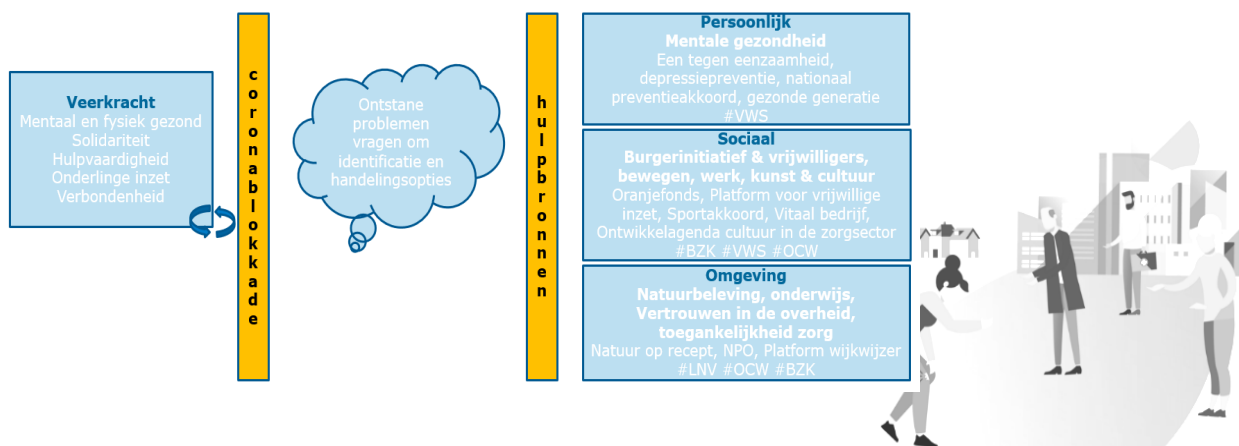 Veerkracht
Mentaal en fysiek gezond
Solidariteit
Hulpvaardigheid
Onderlinge inzet
Verbondenheid
coronablokkade
Ontstane
problemen
vragen om
identificatie en
handelingsopties
hulpbronnen
Persoonlijk
Mentale gezondheid
Een tegen eenzaamheid,
depressiepreventie, nationaal
preventieakkoord, gezonde generatie
#VWS
Sociaal
Burgerinitiatief & vrijwilligers,
bewegen, werk, kunst & cultuur
Oranjefonds, Platform voor vrijwillige
inzet, Sportakkoord, Vitaal bedrijf,
Ontwikkelagenda cultuur in de zorgsector
#BZK #VWS #OCW
Omgeving
Natuurbeleving, onderwijs,
Vertrouwen in de overheid,
toegankelijkheid zorg
Natuur op recept, NPO, Platform wijkwijzer
#LNV #OCW #BZK